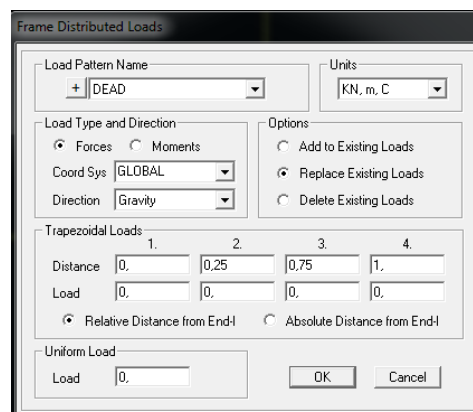 Frame Distributed Loads
Load Pattern Name
+ DEAD
Units
KN, m, C
Load Type and Direction
Forces Moments
Coord Sys GLOBAL
Direction Gravity
Options
Add to Existing Loads
Replace Existing Loads
Delete Existing Loads
Trapezoidal Loads
1. 2. 3. 4.
Distance 0, 0,25 0,75 1,
Load 0, 0, 0, 0,
Relative Distance from End-I Absolute Distance from End-I
Uniform Load
Load 0,
OK Cancel